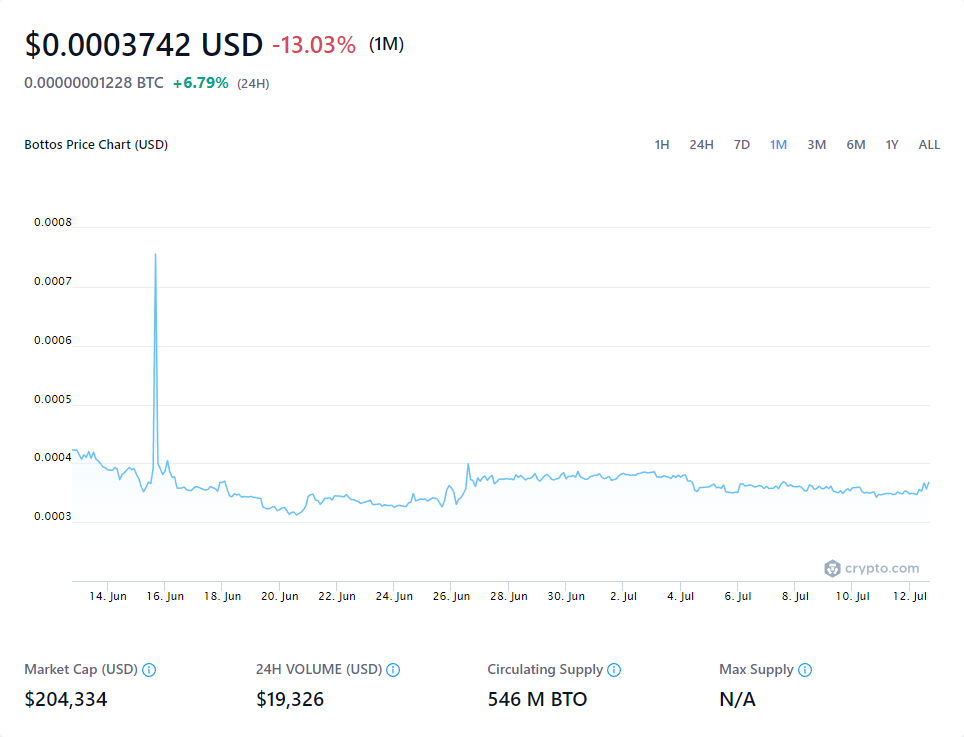 $0.0003742 USD -13.03% (1M)
0.00000001228 BTC +6.79% (24H)
Bottos Price Chart (USD) 1H 24H 7D 1M 3M 6M 1Y ALL
0.0008
0.0007
0.0006
0.0005
0.0004
0.0003
crypto.com
14. Jun 16. Jun 18. Jun 20. Jun 22. Jun 24. Jun 26. Jun 28. Jun 30. Jun 2. Jul 4. Jul 6. Jul 8. Jul 10. Jul 12. Jul
Market Cap (USD) 24H VOLUME (USD) Circulating Supply Max Supply
$204,334 $19,326 546 M BTO N/A